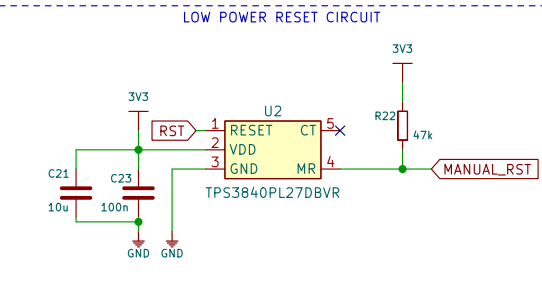 LOW POWER RESET CIRCUIT
3V3
3V3
U2
RST
1
RESET
CT
5
R22
47k
2
VDD
3
GND
MR
4
MANUAL_RST
C21
10u
C23
100n
TPS3840PL27DBVR
GND
GND